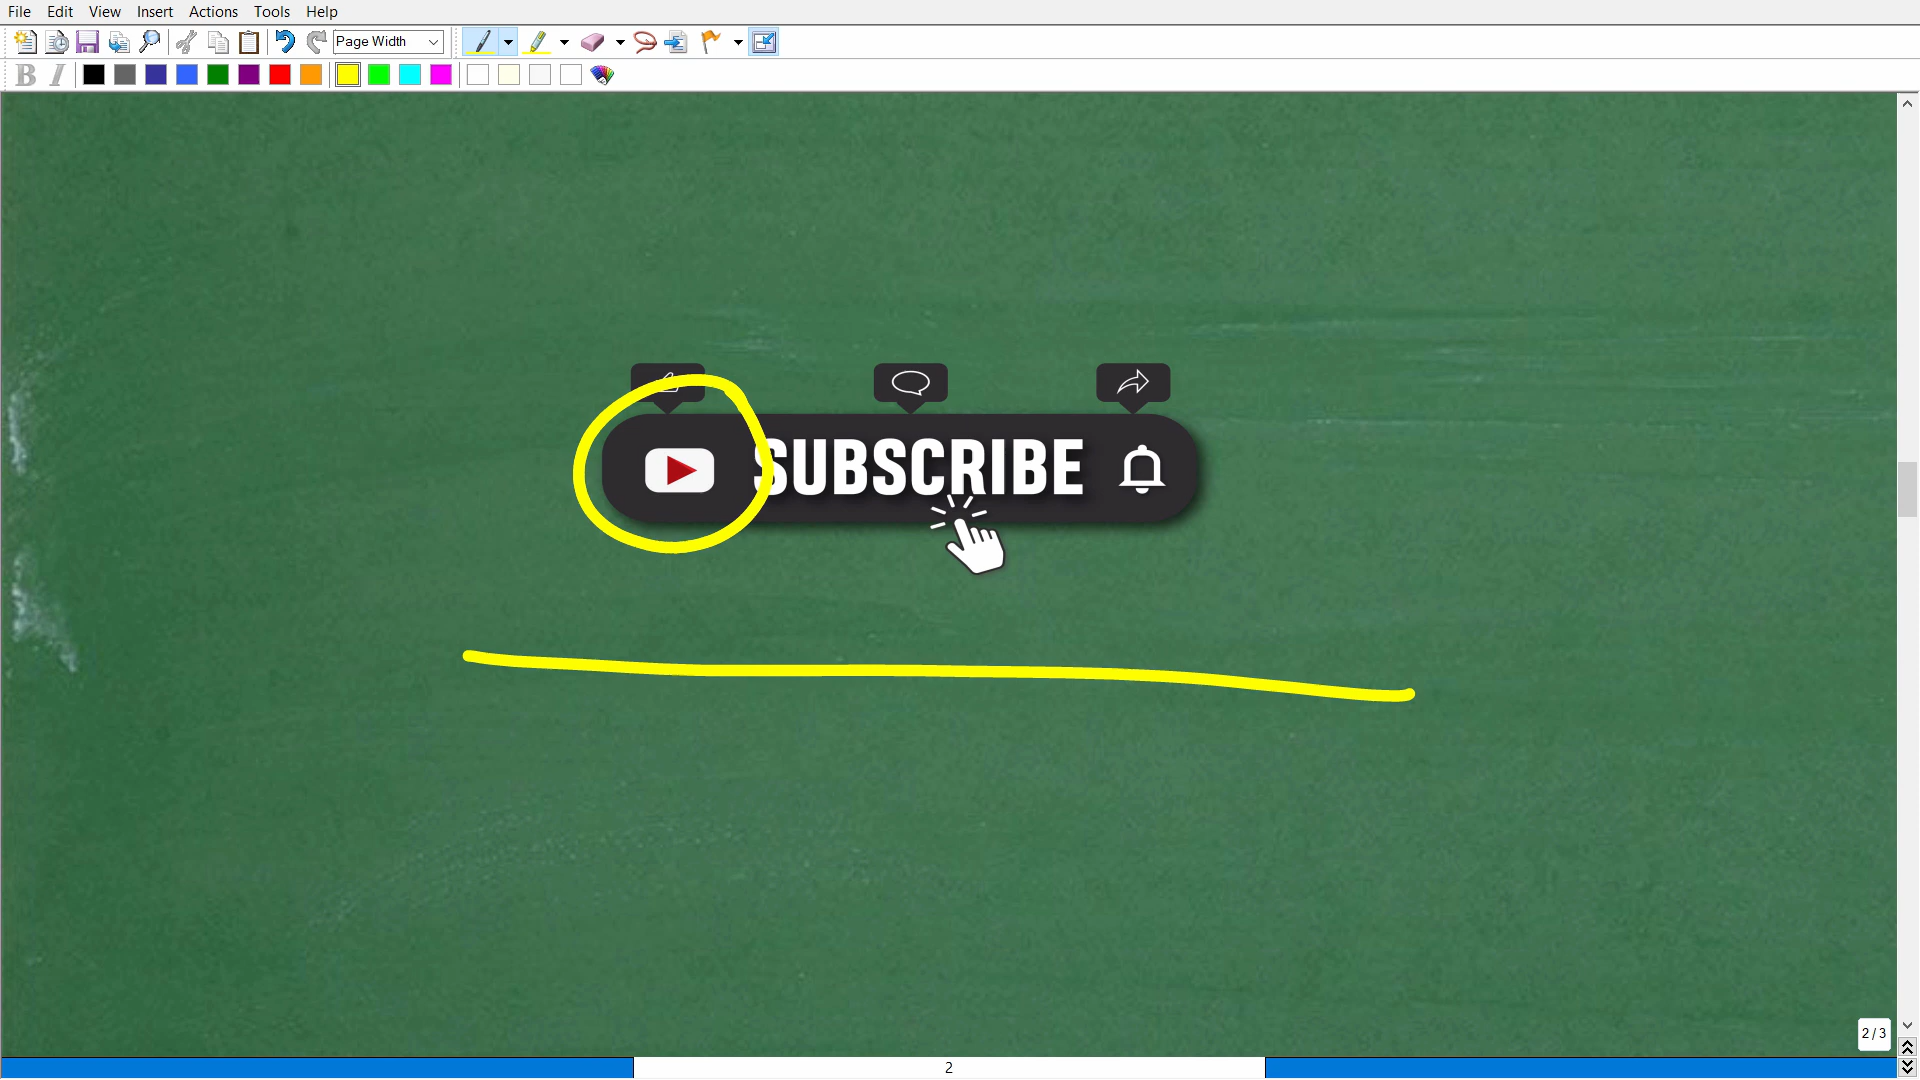 File Edit View Insert Actions Tools Help
Page Width
B I
SUBSCRIBE
2 / 3
2